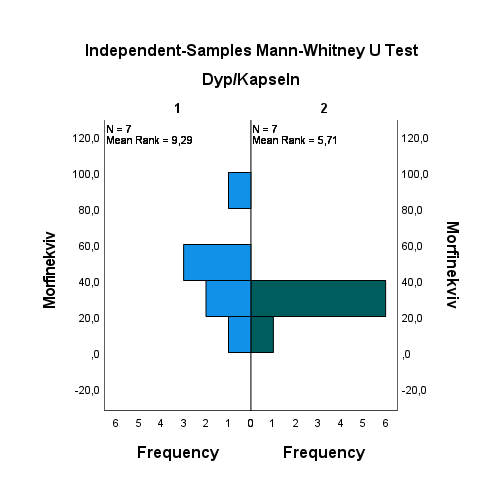 Independent-Samples Mann-Whitney U Test
Dyp/Kapseln
1 2
N = 7 N = 7
Mean Rank = 9,29 Mean Rank = 5,71
120,0 120,0
100,0 100,0
80,0 80,0
60,0 60,0
40,0 40,0
20,0 20,0
,0 ,0
-20,0 -20,0
Morfinekviv Morfinekviv
6 5 4 3 2 1 0 1 2 3 4 5 6
Frequency Frequency